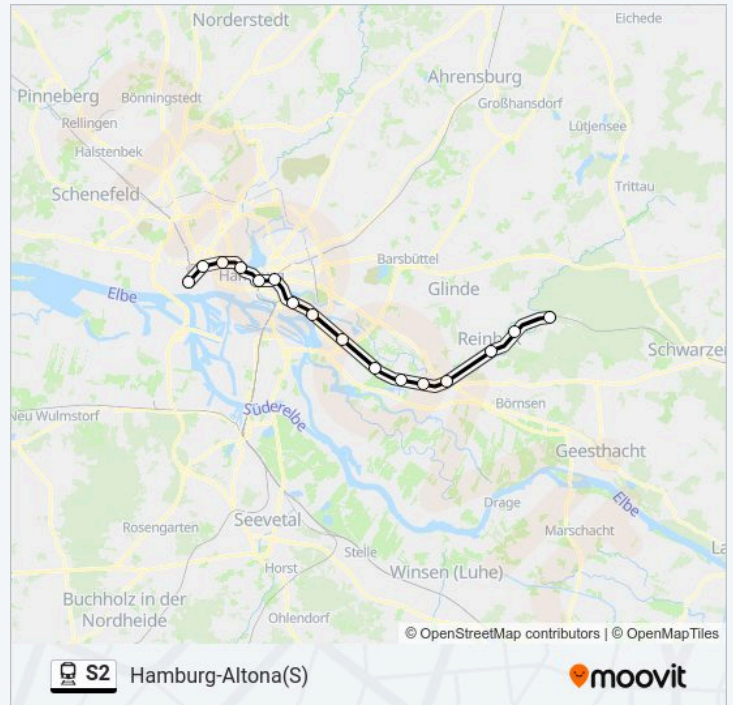 Norderstedt
Eichede
Ahrensburg
Pinneberg
Bönningstedt
Großhansdorf
Rellingen
Lütjensee
Halstenbek
Trittau
Schenefeld
Barsbüttel
Elbe
Glinde
Reinbe
Schwarzen
Neu Wulmstorf
Süderelbe
Börnsen
Geesthacht
Drage
Elbe
Rosengarten
Seevetal
Marschacht
Stelle
La
Horst
Winsen (Luhe)
Buchholz in der
Nordheide
Ohlendorf
© OpenStreetMap contributors | © OpenMapTiles
S2 Hamburg-Altona(S)
moovit